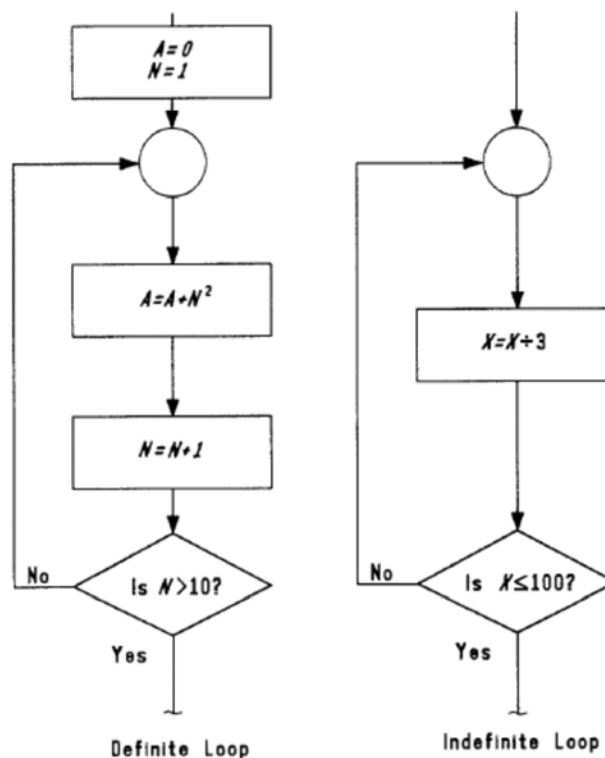 A=0
N=1
A=A+N²
N=N+1
Is N>10?
No
Yes
Definite Loop
X=X÷3
Is X≤100?
No
Yes
Indefinite Loop